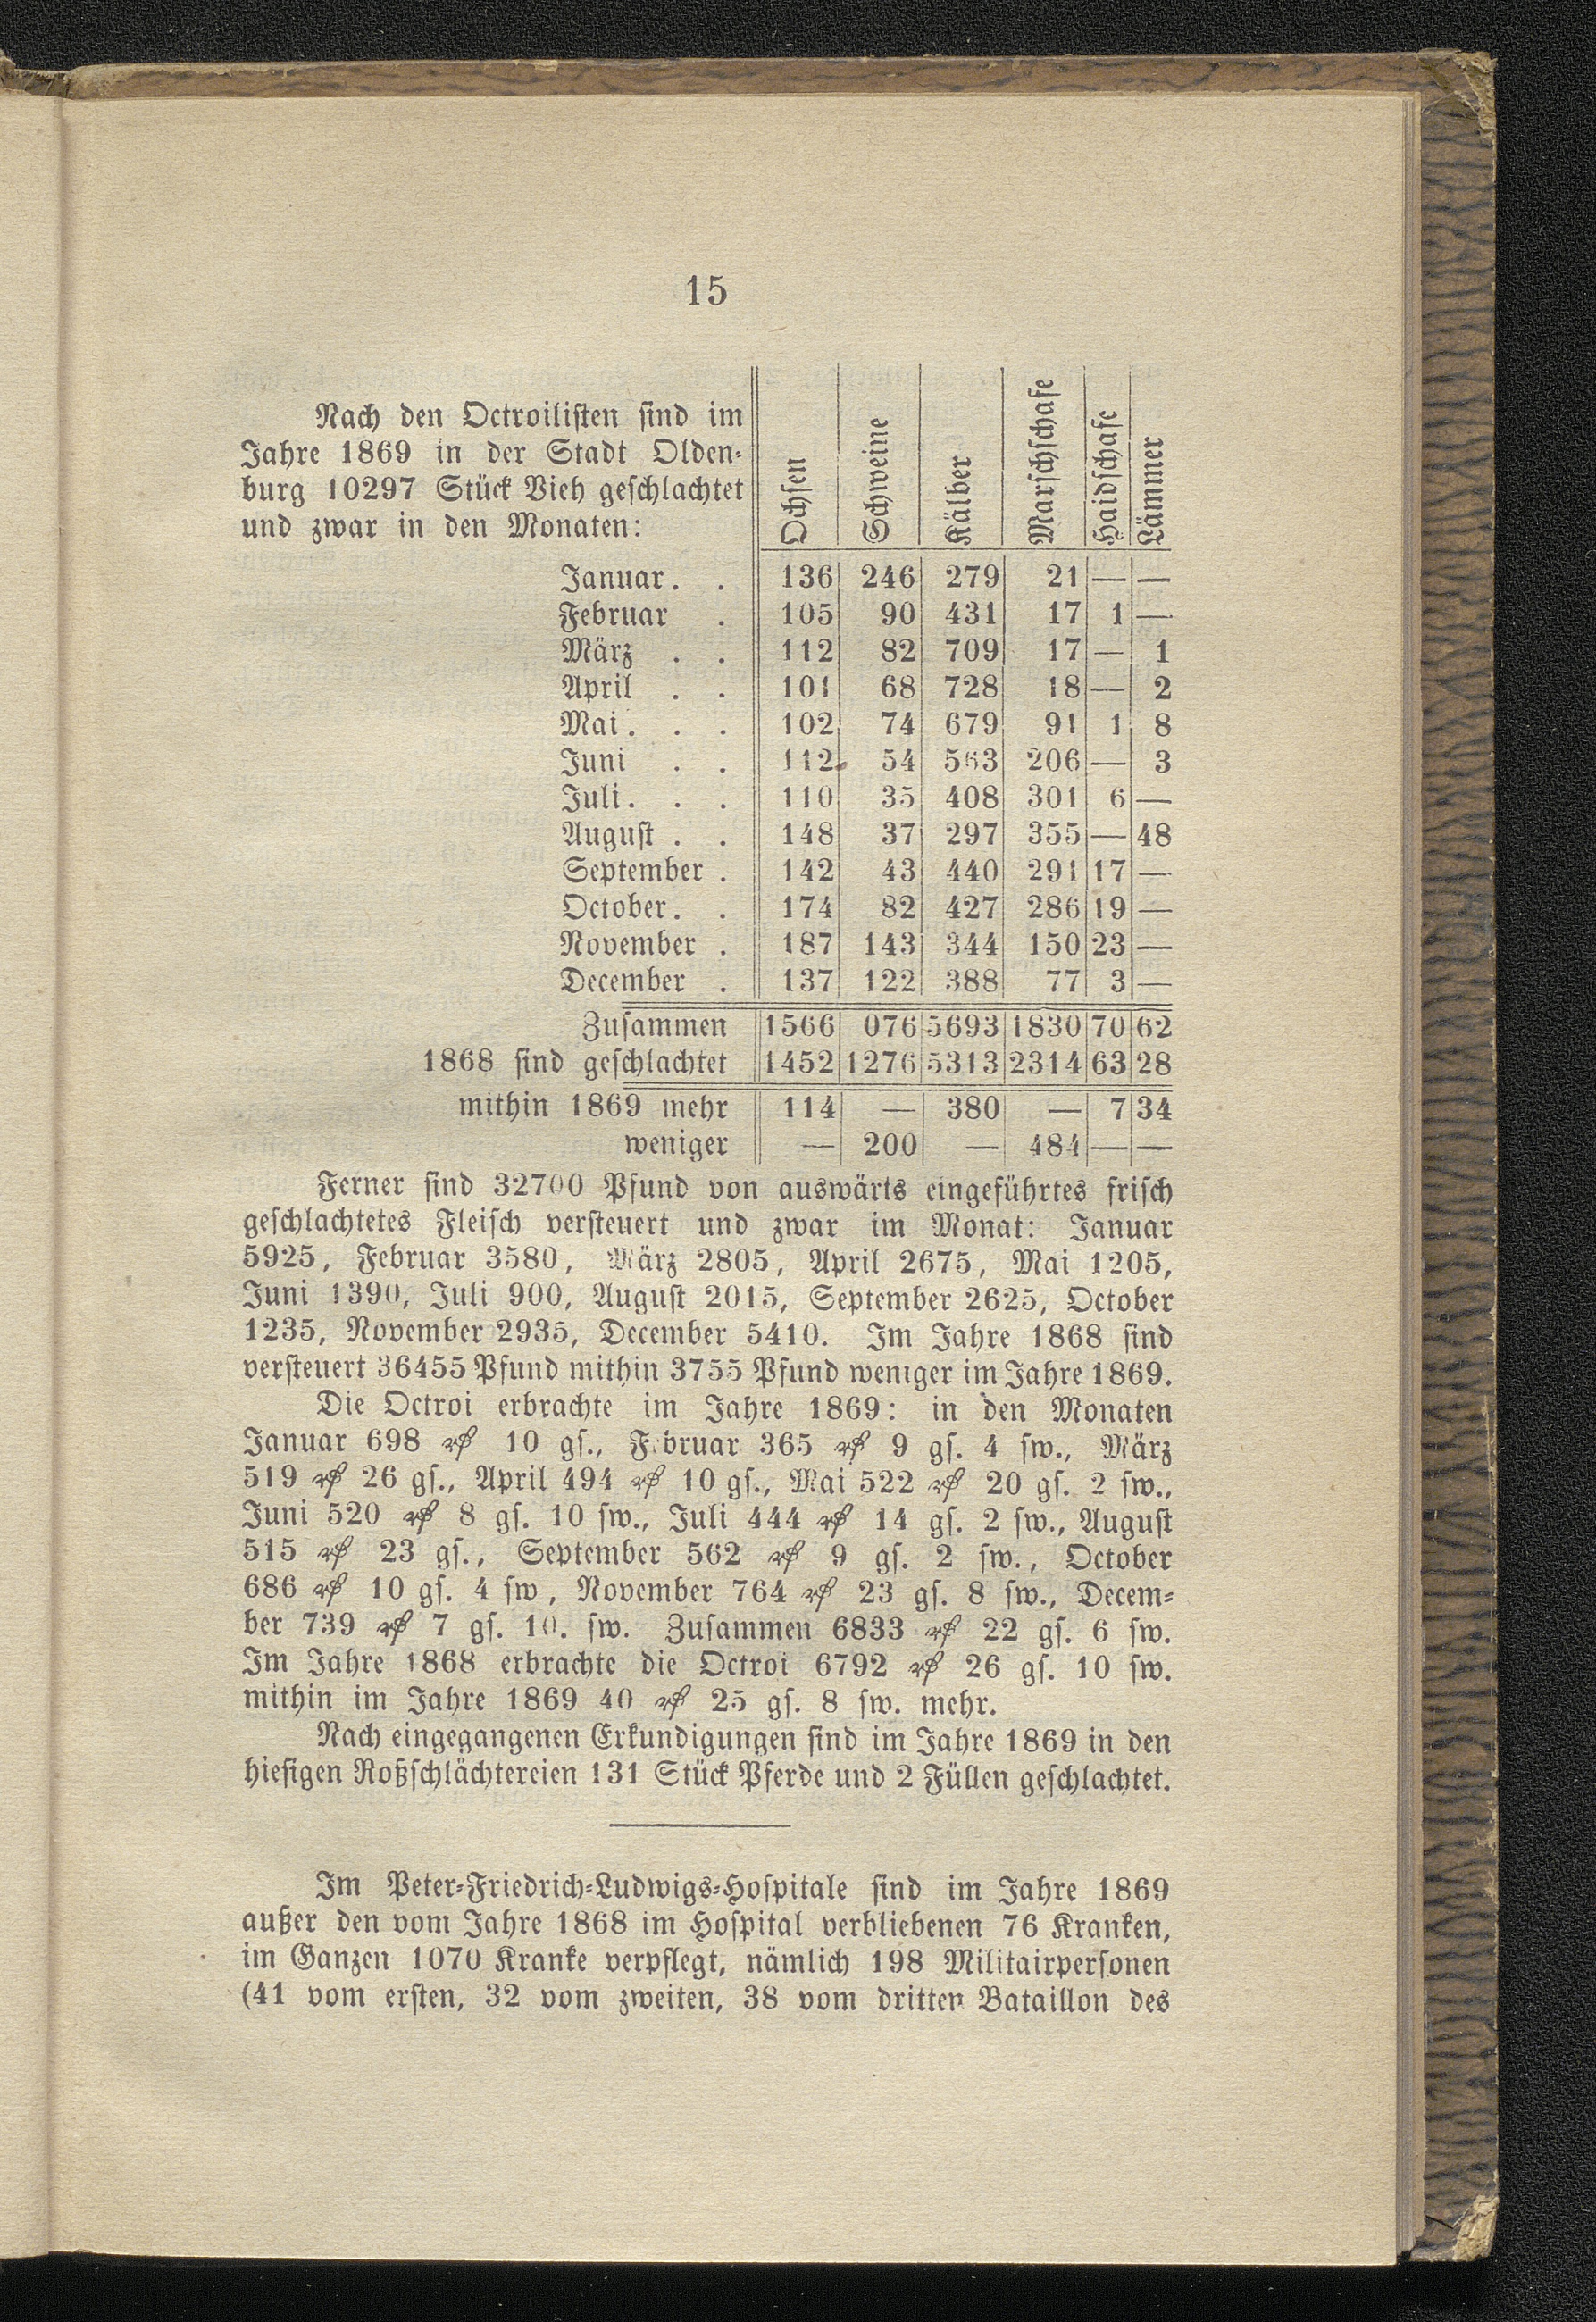 15
Nach den Octroilisten sind im
Jahre 1869 in der Stadt Olden-
burg 10297 Stück Vieh geschlachtet
und zwar in den Monaten:
Ochsen Schweine Kälber Marschschafe Haidschafe Lämmer
Januar. . 136 246 279 21 — —
Februar . 105 90 431 17 1 —
März . . 112 82 709 17 — 1
April . . 101 68 728 18 — 2
Mai. . . 102 74 679 91 1 8
Juni . . 112 54 563 206 — 3
Juli. . . 110 35 408 301 6 —
August . . 148 37 297 355 — 48
September . 142 43 440 291 17 —
October. . 174 82 427 286 19 —
November . 187 143 344 150 23 —
December . 137 122 388 77 3 —
Zusammen 1566 076 5693 1830 70 62
1868 sind geschlachtet 1452 1276 5313 2314 63 28
mithin 1869 mehr 114 — 380 — 7 34
weniger — 200 — 484 — —
Ferner sind 32700 Pfund von auswärts eingeführtes frisch
geschlachtetes Fleisch versteuert und zwar im Monat: Januar
5925, Februar 3580, März 2805, April 2675, Mai 1205,
Juni 1390, Juli 900, August 2015, September 2625, October
1235, November 2935, December 5410. Im Jahre 1868 sind
versteuert 36455 Pfund mithin 3755 Pfund weniger im Jahre 1869.
Die Octroi erbrachte im Jahre 1869: in den Monaten
Januar 698 ₰ 10 gs., Februar 365 ₰ 9 gs. 4 sw., März
519 ₰ 26 gs., April 494 ₰ 10 gs., Mai 522 ₰ 20 gs. 2 sw.,
Juni 520 ₰ 8 gs. 10 sw., Juli 444 ₰ 14 gs. 2 sw., August
515 ₰ 23 gs., September 562 ₰ 9 gs. 2 sw., October
686 ₰ 10 gs. 4 sw, November 764 ₰ 23 gs. 8 sw., Decem-
ber 739 ₰ 7 gs. 10. sw. Zusammen 6833 ₰ 22 gs. 6 sw.
Im Jahre 1868 erbrachte die Octroi 6792 ₰ 26 gs. 10 sw.
mithin im Jahre 1869 40 ₰ 25 gs. 8 sw. mehr.
Nach eingegangenen Erkundigungen sind im Jahre 1869 in den
hiesigen Roßschlächtereien 131 Stück Pferde und 2 Füllen geschlachtet.
Im Peter-Friedrich-Ludwigs-Hospitale sind im Jahre 1869
außer den vom Jahre 1868 im Hospital verbliebenen 76 Kranken,
im Ganzen 1070 Kranke verpflegt, nämlich 198 Militairpersonen
(41 vom ersten, 32 vom zweiten, 38 vom dritten Bataillon des